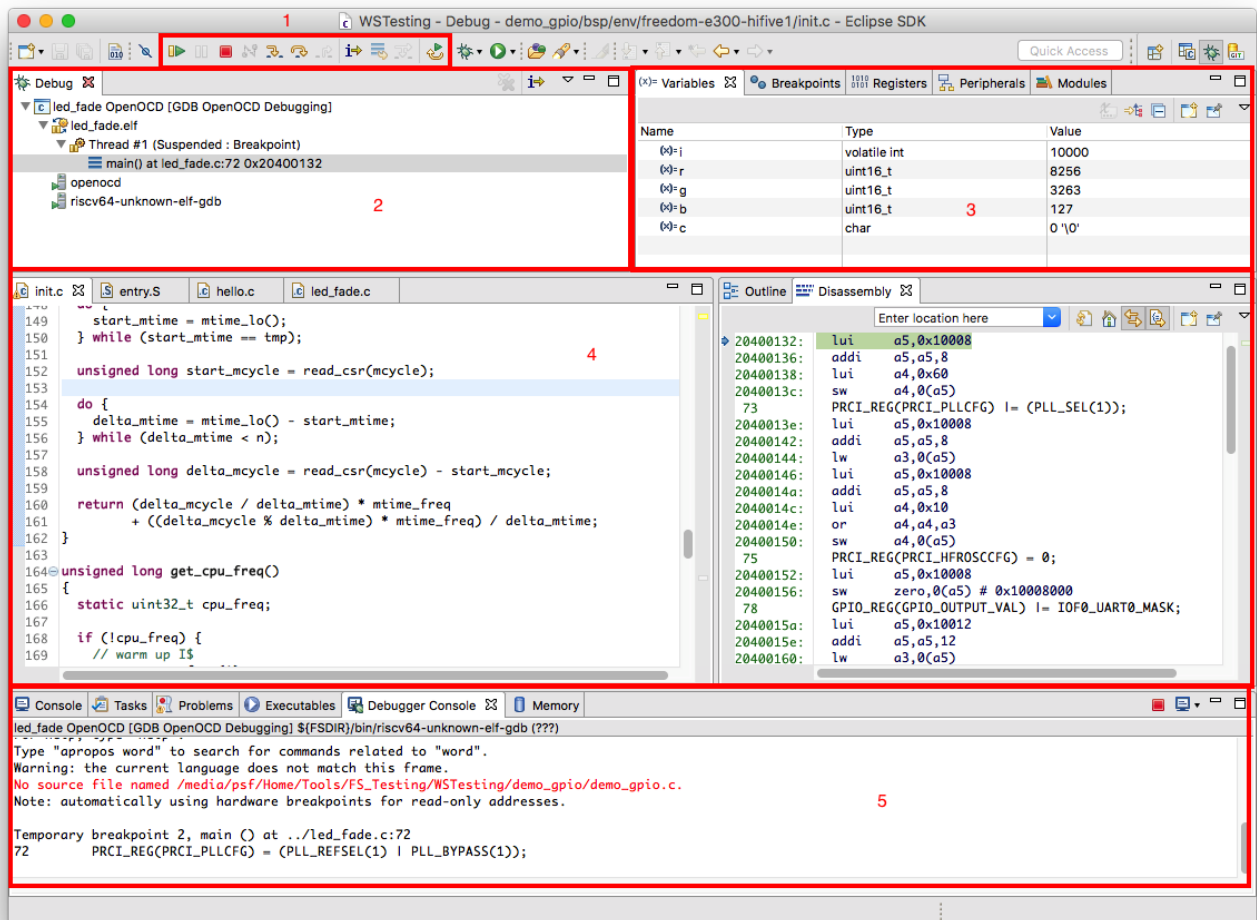 1
WSTesting - Debug - demo_gpio/bsp/env/freedom-e300-hifive1/init.c - Eclipse SDK
Quick Access
Debug
led_fade OpenOCD [GDB OpenOCD Debugging]
led_fade.elf
Thread #1 (Suspended : Breakpoint)
main() at led_fade.c:72 0x20400132
openocd
riscv64-unknown-elf-gdb
2
(x)= Variables Breakpoints Registers Peripherals Modules
Name Type Value
(x)= i volatile int 10000
(x)= r uint16_t 8256
(x)= g uint16_t 3263
(x)= b uint16_t 127
(x)= c char 0 '\0'
3
init.c entry.S hello.c led_fade.c
148 do {
149 start_mtime = mtime_lo();
150 } while (start_mtime == tmp);
151
152 unsigned long start_mcycle = read_csr(mcycle);
153
154 do {
155 delta_mtime = mtime_lo() - start_mtime;
156 } while (delta_mtime < n);
157
158 unsigned long delta_mcycle = read_csr(mcycle) - start_mcycle;
159
160 return (delta_mcycle / delta_mtime) * mtime_freq
161 + ((delta_mcycle % delta_mtime) * mtime_freq) / delta_mtime;
162 }
163
164 unsigned long get_cpu_freq()
165 {
166 static uint32_t cpu_freq;
167
168 if (!cpu_freq) {
169 // warm up I$
4
Outline Disassembly
Enter location here
20400132: lui a5,0x10008
20400136: addi a5,a5,8
20400138: lui a4,0x60
2040013c: sw a4,0(a5)
73 PRCI_REG(PRCI_PLLCFG) |= (PLL_SEL(1));
2040013e: lui a5,0x10008
20400142: addi a5,a5,8
20400144: lw a3,0(a5)
20400146: lui a5,0x10008
2040014a: addi a5,a5,8
2040014c: lui a4,0x10
2040014e: or a4,a4,a3
20400150: sw a4,0(a5)
75 PRCI_REG(PRCI_HFROSCCFG) = 0;
20400152: lui a5,0x10008
20400156: sw zero,0(a5) # 0x10008000
78 GPIO_REG(GPIO_OUTPUT_VAL) |= IOF0_UART0_MASK;
2040015a: lui a5,0x10012
2040015e: addi a5,a5,12
20400160: lw a3,0(a5)
Console Tasks Problems Executables Debugger Console Memory
led_fade OpenOCD [GDB OpenOCD Debugging] ${FSDIR}/bin/riscv64-unknown-elf-gdb (???)
Type "apropos word" to search for commands related to "word".
Warning: the current language does not match this frame.
No source file named /media/psf/Home/Tools/FS_Testing/WSTesting/demo_gpio/demo_gpio.c.
Note: automatically using hardware breakpoints for read-only addresses.
5
Temporary breakpoint 2, main () at ../led_fade.c:72
72 PRCI_REG(PRCI_PLLCFG) = (PLL_REFSEL(1) | PLL_BYPASS(1));